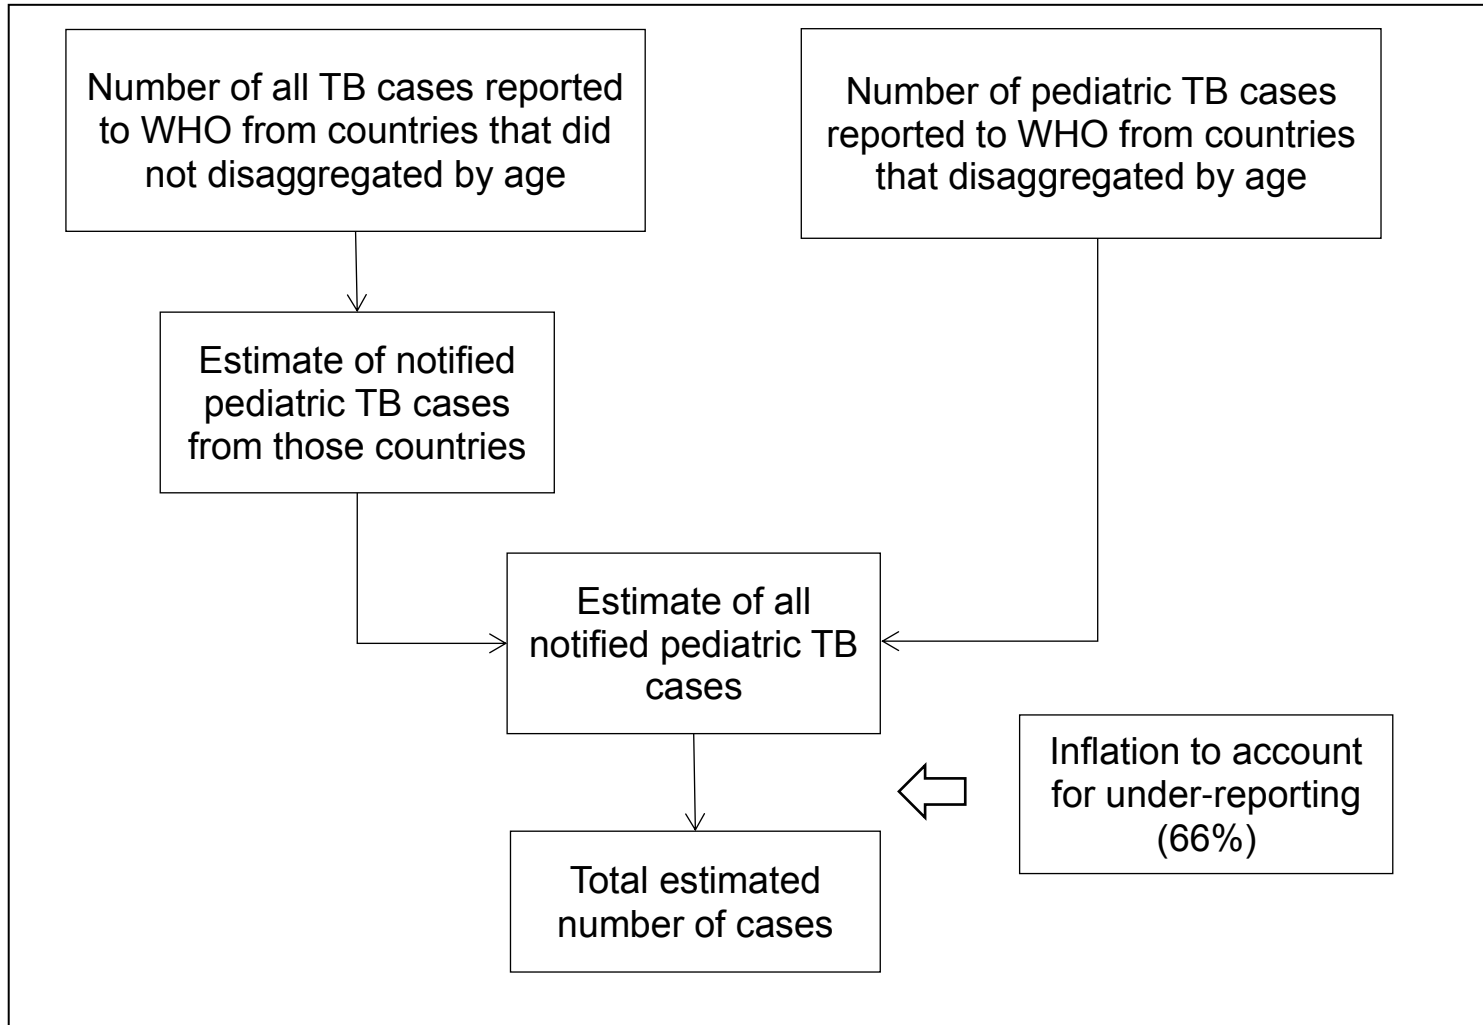 Number of all TB cases reported
to WHO from countries that did
not disaggregated by age
Number of pediatric TB cases
reported to WHO from countries
that disaggregated by age
Estimate of notified
pediatric TB cases
from those countries
Estimate of all
notified pediatric TB
cases
Inflation to account
for under-reporting
(66%)
Total estimated
number of cases